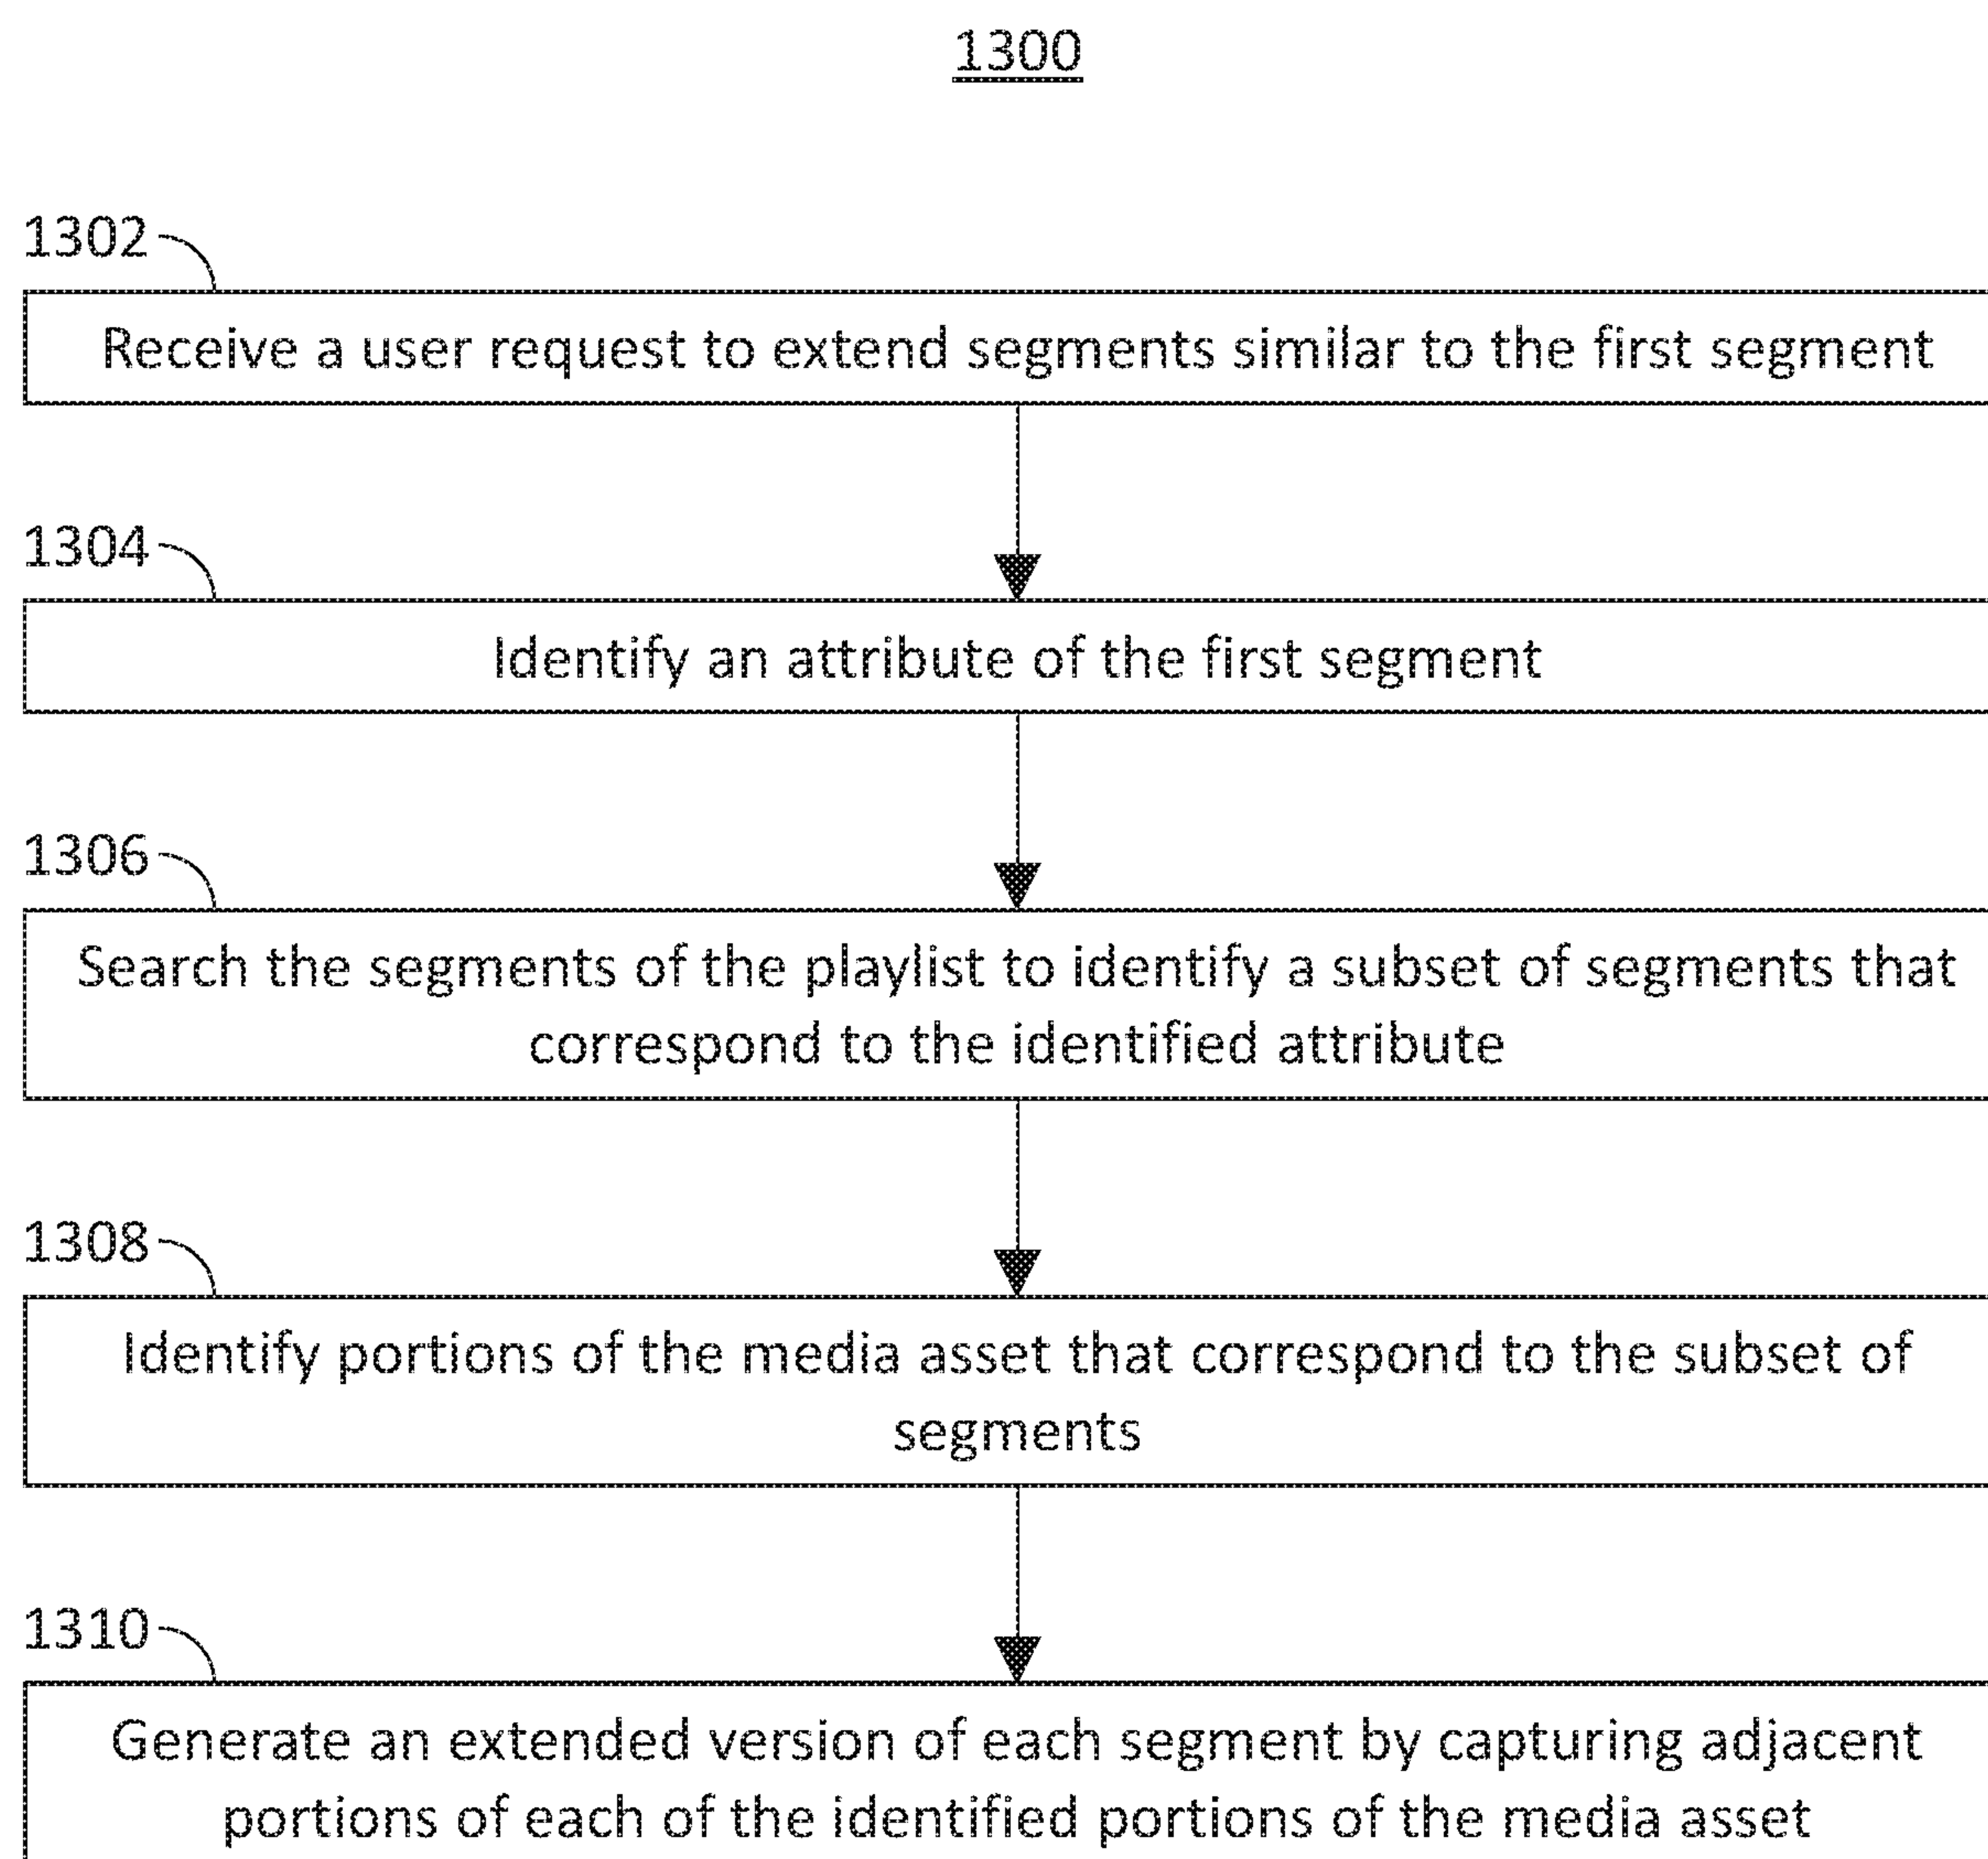 1300
1302
Receive a user request to extend segments similar to the first segment
1304
Identify an attribute of the first segment
1306
Search the segments of the playlist to identify a subset of segments that
correspond to the identified attribute
1308
Identify portions of the media asset that correspond to the subset of
segments
1310
Generate an extended version of each segment by capturing adjacent
portions of each of the identified portions of the media asset